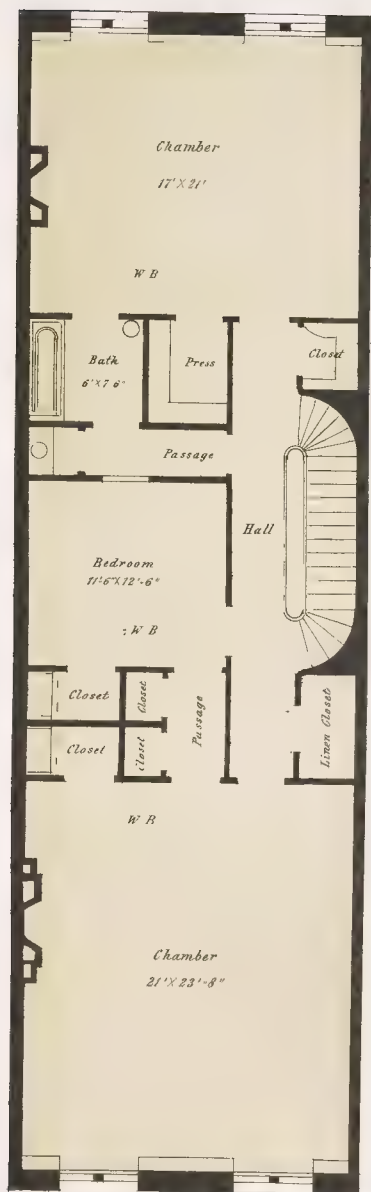 Chamber
17' X 21'
W B
Bath
6' X 7 6"
Press
Closet
Passage
Hall
Bedroom
11'-6" X 12'-6"
W B
Closet
Closet
Passage
Linen Closet
Closet
Closet
W B
Chamber
21' X 23'-8"